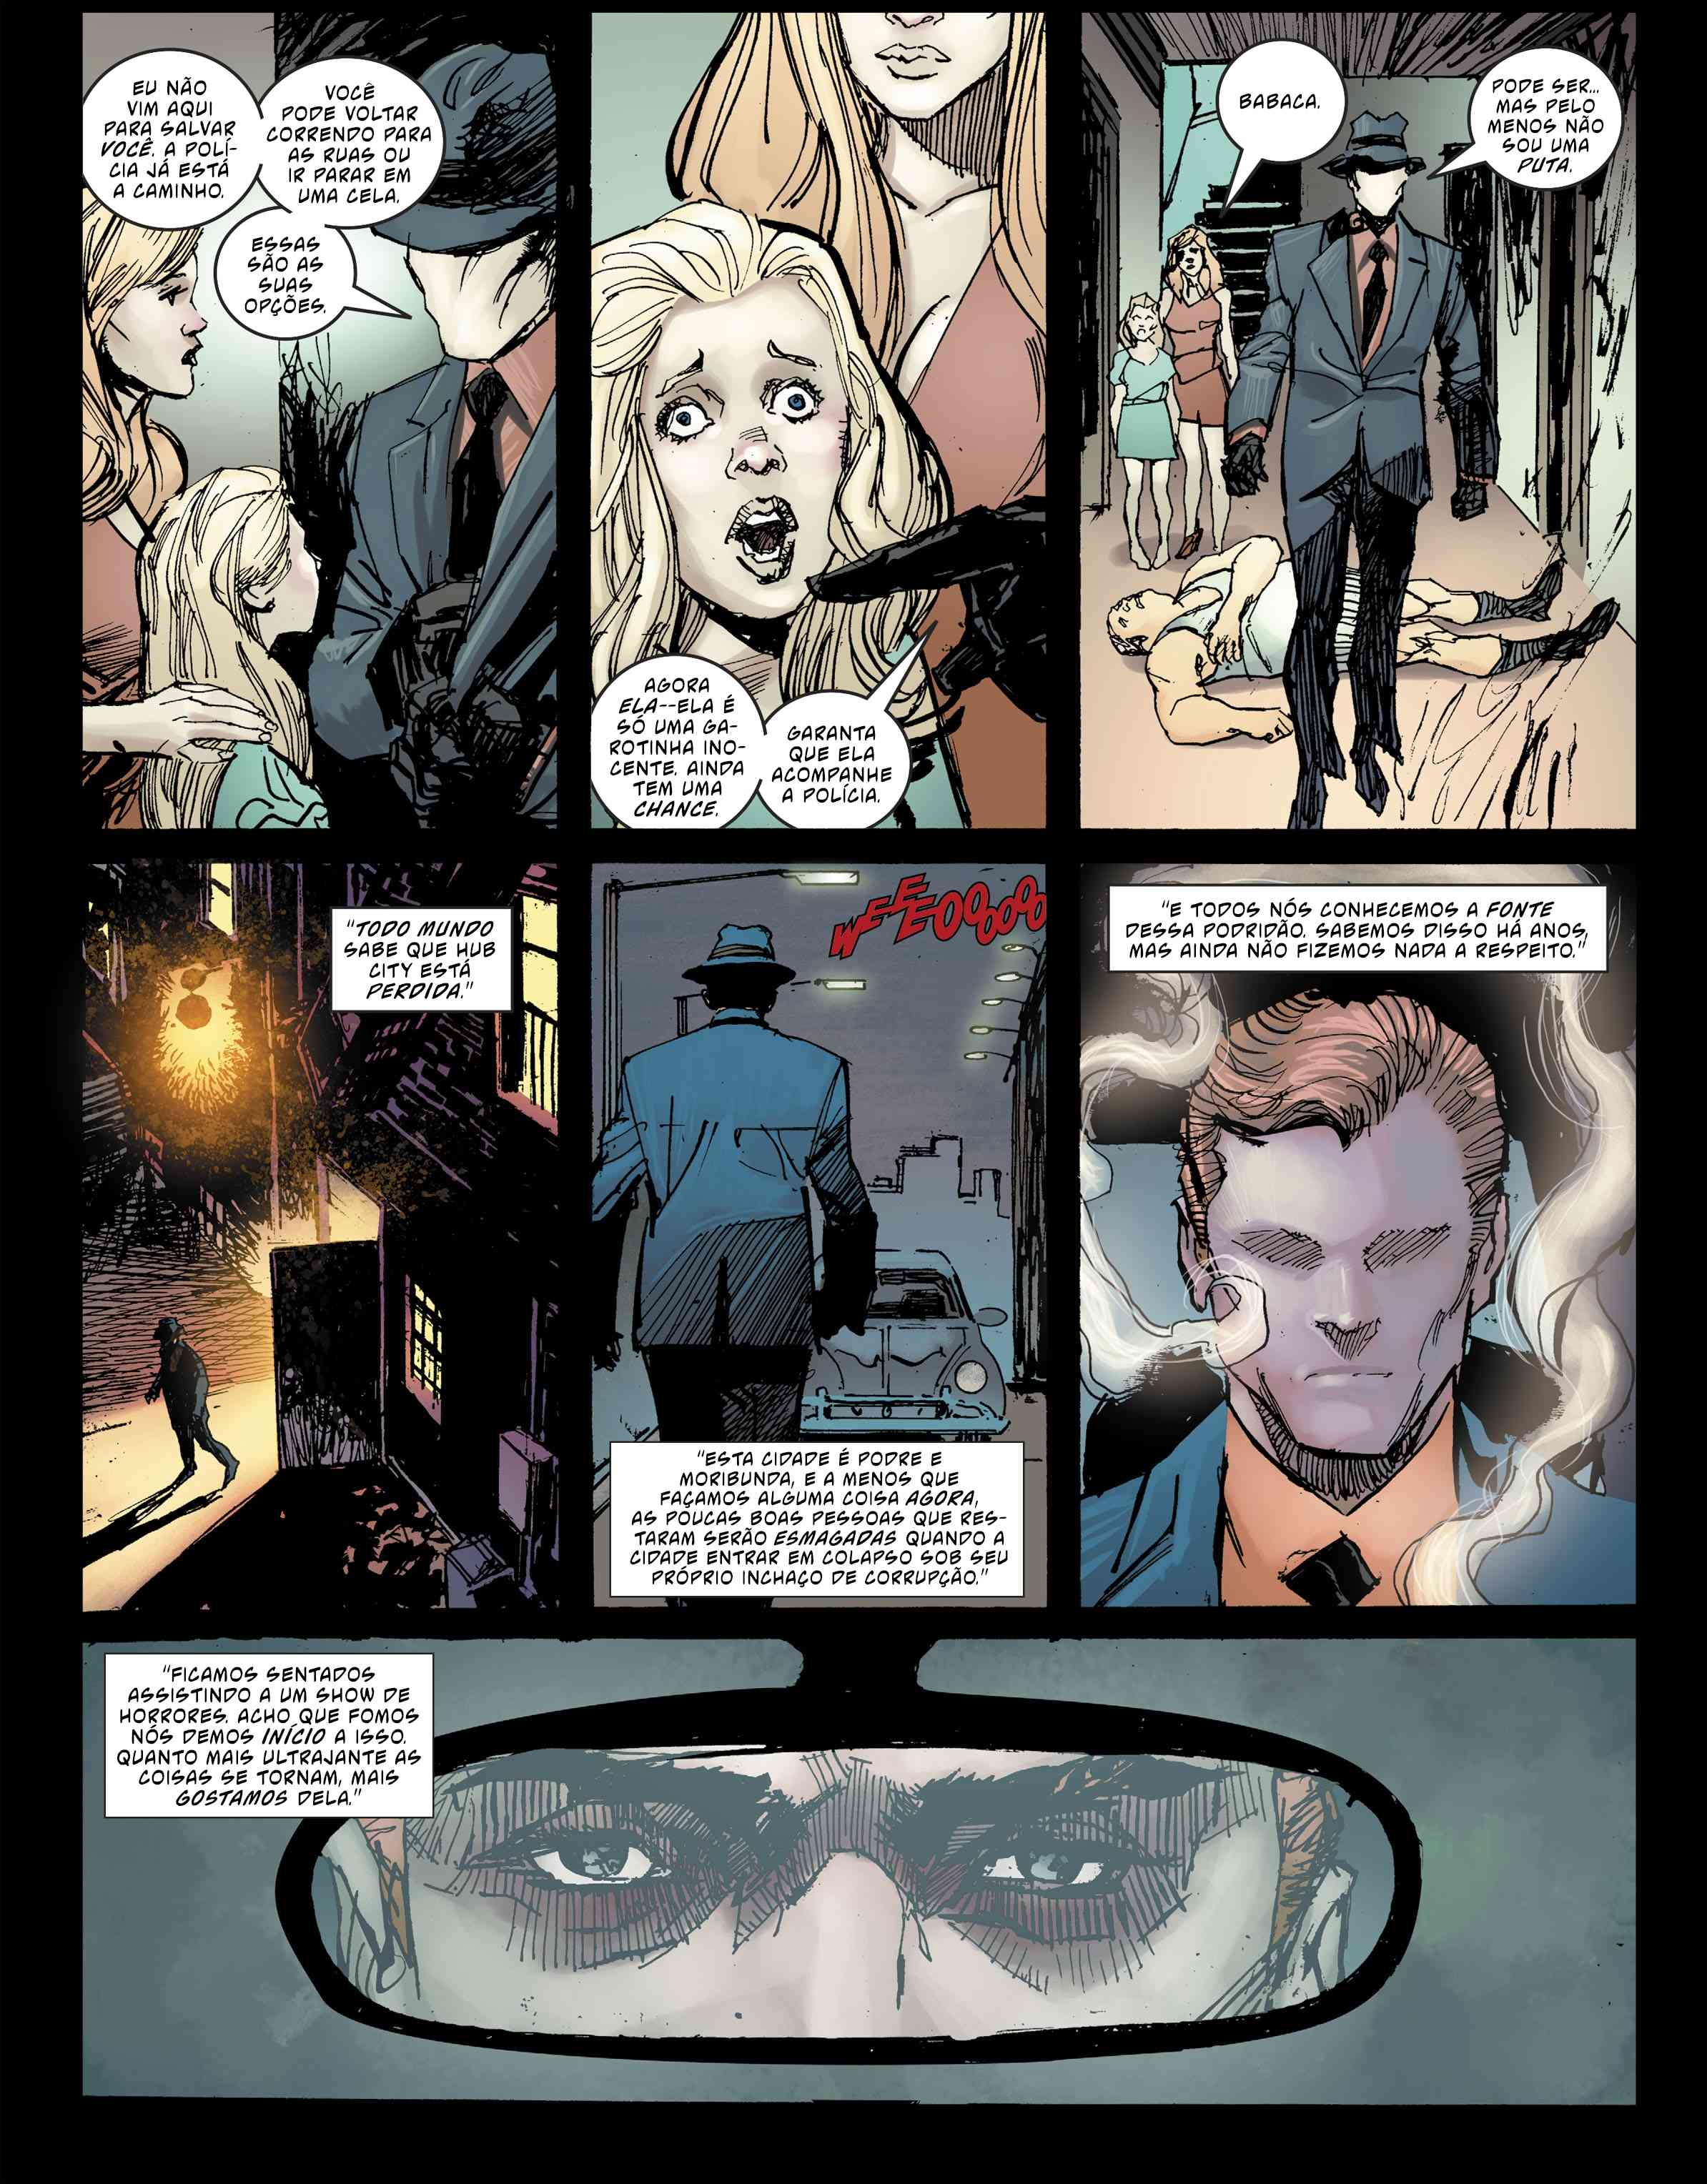 EU NÃO
VIM AQUI
PARA SALVAR
VOCÊ. A POLÍ-
CIA JÁ ESTÁ
A CAMINHO.
VOCÊ
PODE VOLTAR
CORRENDO PARA
AS RUAS OU
IR PARAR EM
UMA CELA.
ESSAS
SÃO AS
SUAS
OPÇÕES.
AGORA
ELA--ELA É
SÓ UMA GA-
ROTINHA INO-
CENTE. AINDA
TEM UMA
CHANCE.
GARANTA
QUE ELA
ACOMPANHE
A POLÍCIA.
BABACA.
PODE SER...
MAS PELO
MENOS NÃO
SOU UMA
PUTA.
"TODO MUNDO
SABE QUE HUB
CITY ESTÁ
PERDIDA."
WEEEOOOOOO
"ESTA CIDADE É PODRE E
MORIBUNDA, E A MENOS QUE
FAÇAMOS ALGUMA COISA AGORA,
AS POUCAS BOAS PESSOAS QUE RES-
TARAM SERÃO ESMAGADAS QUANDO A
CIDADE ENTRAR EM COLAPSO SOB SEU
PRÓPRIO INCHAÇO DE CORRUPÇÃO."
"E TODOS NÓS CONHECEMOS A FONTE
DESSA PODRIDÃO. SABEMOS DISSO HÁ ANOS,
MAS AINDA NÃO FIZEMOS NADA A RESPEITO."
"FICAMOS SENTADOS
ASSISTINDO A UM SHOW DE
HORRORES. ACHO QUE FOMOS
NÓS DEMOS INÍCIO A ISSO.
QUANTO MAIS ULTRAJANTE AS
COISAS SE TORNAM, MAIS
GOSTAMOS DELA."